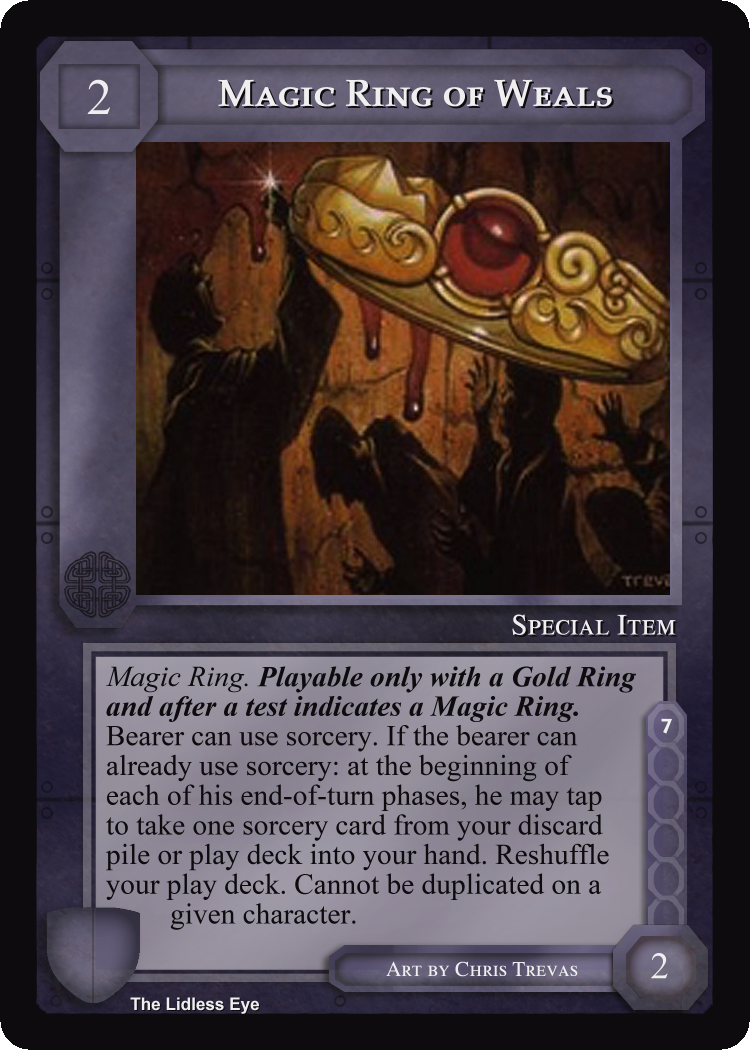 2
Magic Ring of Weals
Special Item
Magic Ring. Playable only with a Gold Ring
and after a test indicates a Magic Ring.
Bearer can use sorcery. If the bearer can
already use sorcery: at the beginning of
each of his end-of-turn phases, he may tap
to take one sorcery card from your discard
pile or play deck into your hand. Reshuffle
your play deck. Cannot be duplicated on a
given character.
7
Art by Chris Trevas
2
The Lidless Eye